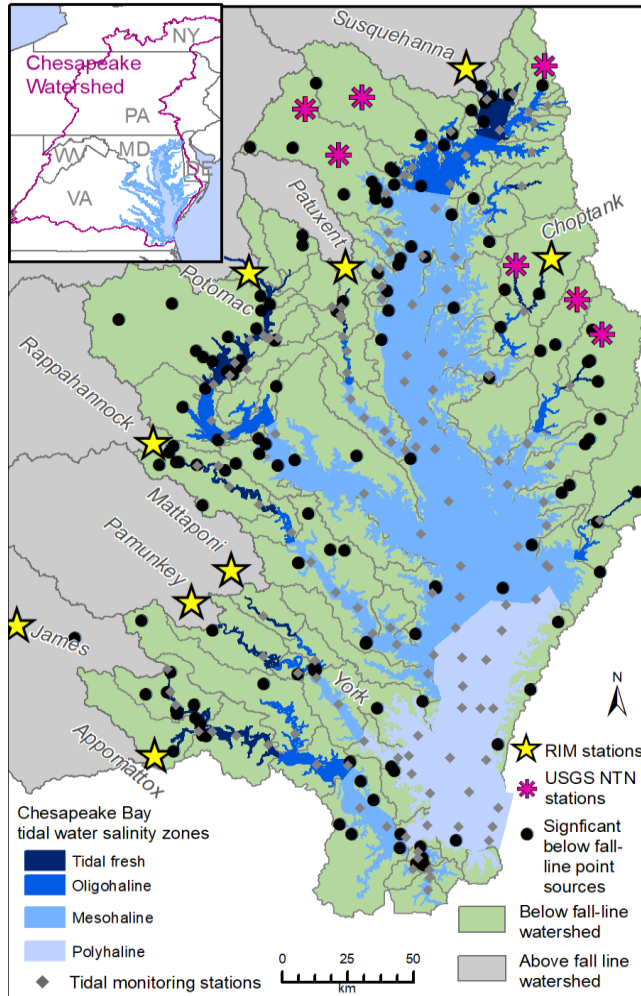 NY
Chesapeake
Watershed
PA
WV
MD
DE
VA
Susquehanna
Patuxent
Choptank
Potomac
Rappahannock
Mattaponi
Pamunkey
James
York
Appomattox
N
RIM stations
USGS NTN
stations
Signficant
below fall-
line point
sources
Below fall-line
watershed
Above fall line
watershed
Chesapeake Bay
tidal water salinity zones
Tidal fresh
Oligohaline
Mesohaline
Polyhaline
Tidal monitoring stations
0 25 50
km